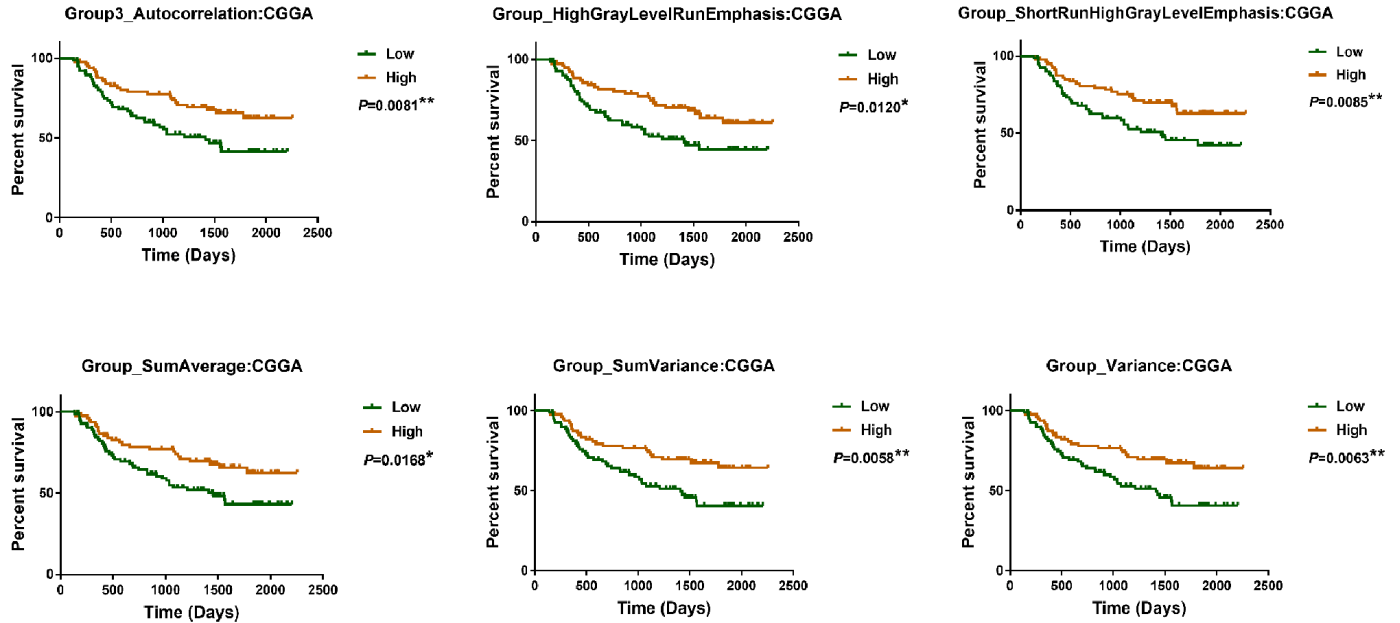 Group3_Autocorrelation:CGGA
Low
High
P=0.0081**
100
50
0
Percent survival
0 500 1000 1500 2000 2500
Time (Days)
Group_HighGrayLevelRunEmphasis:CGGA
Low
High
P=0.0120*
100
50
0
Percent survival
0 500 1000 1500 2000 2500
Time (Days)
Group_ShortRunHighGrayLevelEmphasis:CGGA
Low
High
P=0.0085**
100
50
0
Percent survival
0 500 1000 1500 2000 2500
Time (Days)
Group_SumAverage:CGGA
Low
High
P=0.0168*
100
50
0
Percent survival
0 500 1000 1500 2000 2500
Time (Days)
Group_SumVariance:CGGA
Low
High
P=0.0058**
100
50
0
Percent survival
0 500 1000 1500 2000 2500
Time (Days)
Group_Variance:CGGA
Low
High
P=0.0063**
100
50
0
Percent survival
0 500 1000 1500 2000 2500
Time (Days)